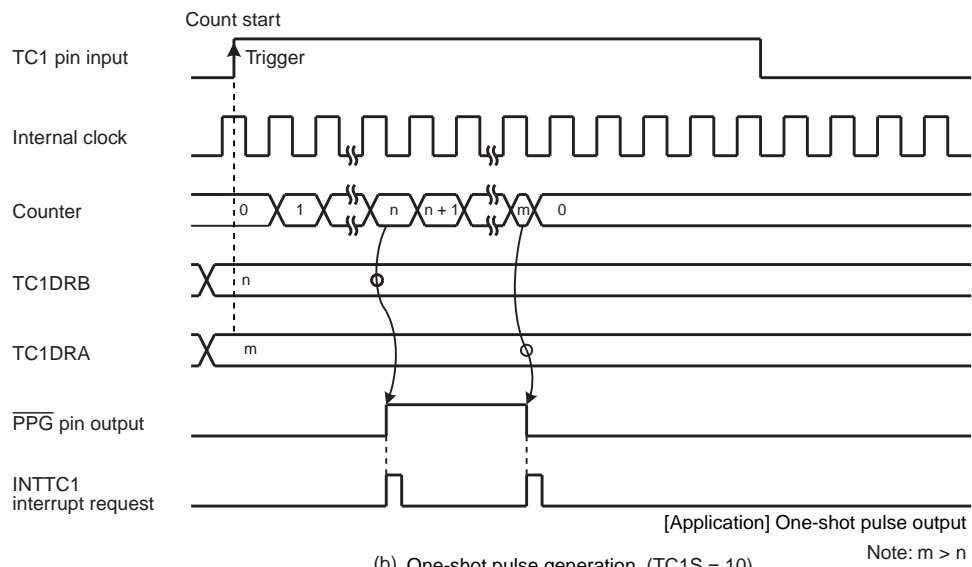 Count start
TC1 pin input
Trigger
Internal clock
Counter
0 1 n n + 1 m 0
TC1DRB
n
TC1DRA
m
PPG pin output
INTTC1
interrupt request
[Application] One-shot pulse output
(b) One-shot pulse generation (TC1S = 10)
Note: m > n